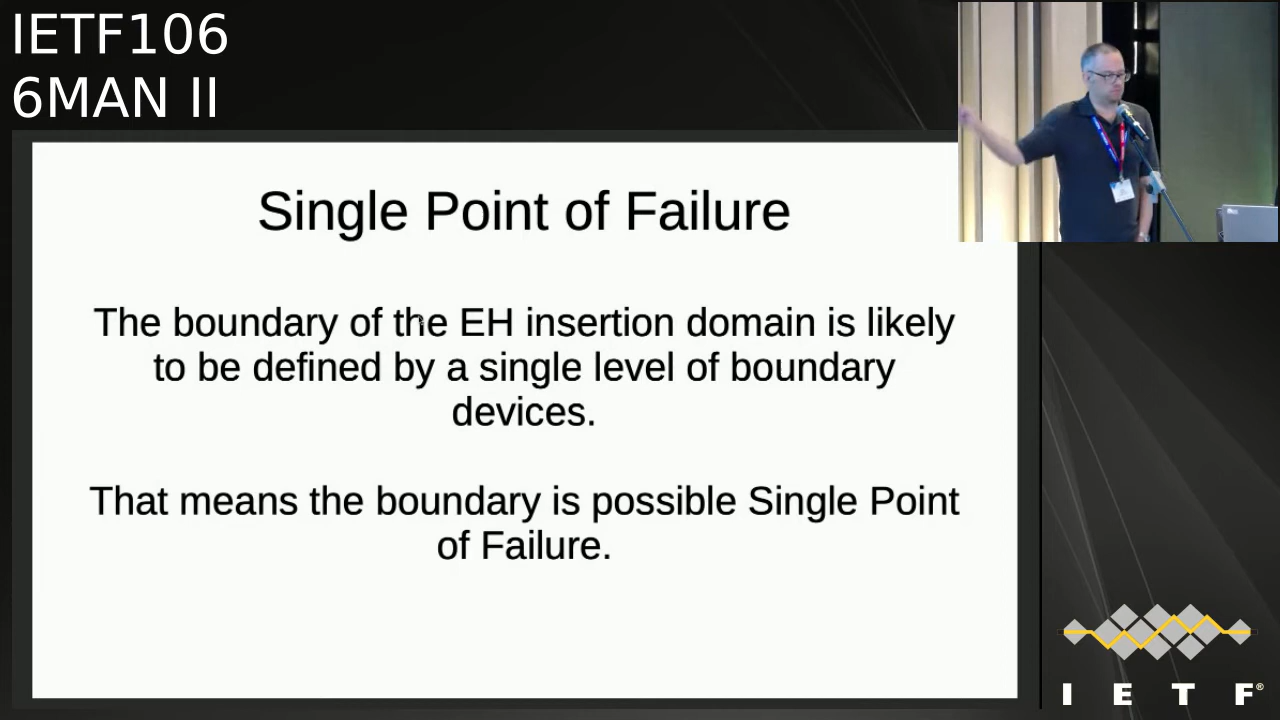 IETF106
6MAN II
Single Point of Failure
The boundary of the EH insertion domain is likely
to be defined by a single level of boundary
devices.
That means the boundary is possible Single Point
of Failure.
I E T F®